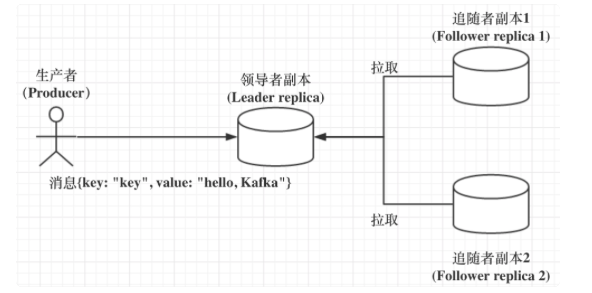 追随者副本1
(Follower replica 1)
拉取
生产者
(Producer)
领导者副本
(Leader replica)
消息{key: "key", value: "hello, Kafka"}
拉取
追随者副本2
(Follower replica 2)